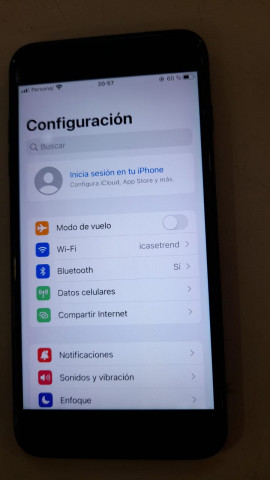 Personal
20:57
60 %
Configuración
Buscar
Inicia sesión en tu iPhone
Configura iCloud, App Store y más.
Modo de vuelo
Wi-Fi icasetrend
Bluetooth Sí
Datos celulares
Compartir Internet
Notificaciones
Sonidos y vibración
Enfoque